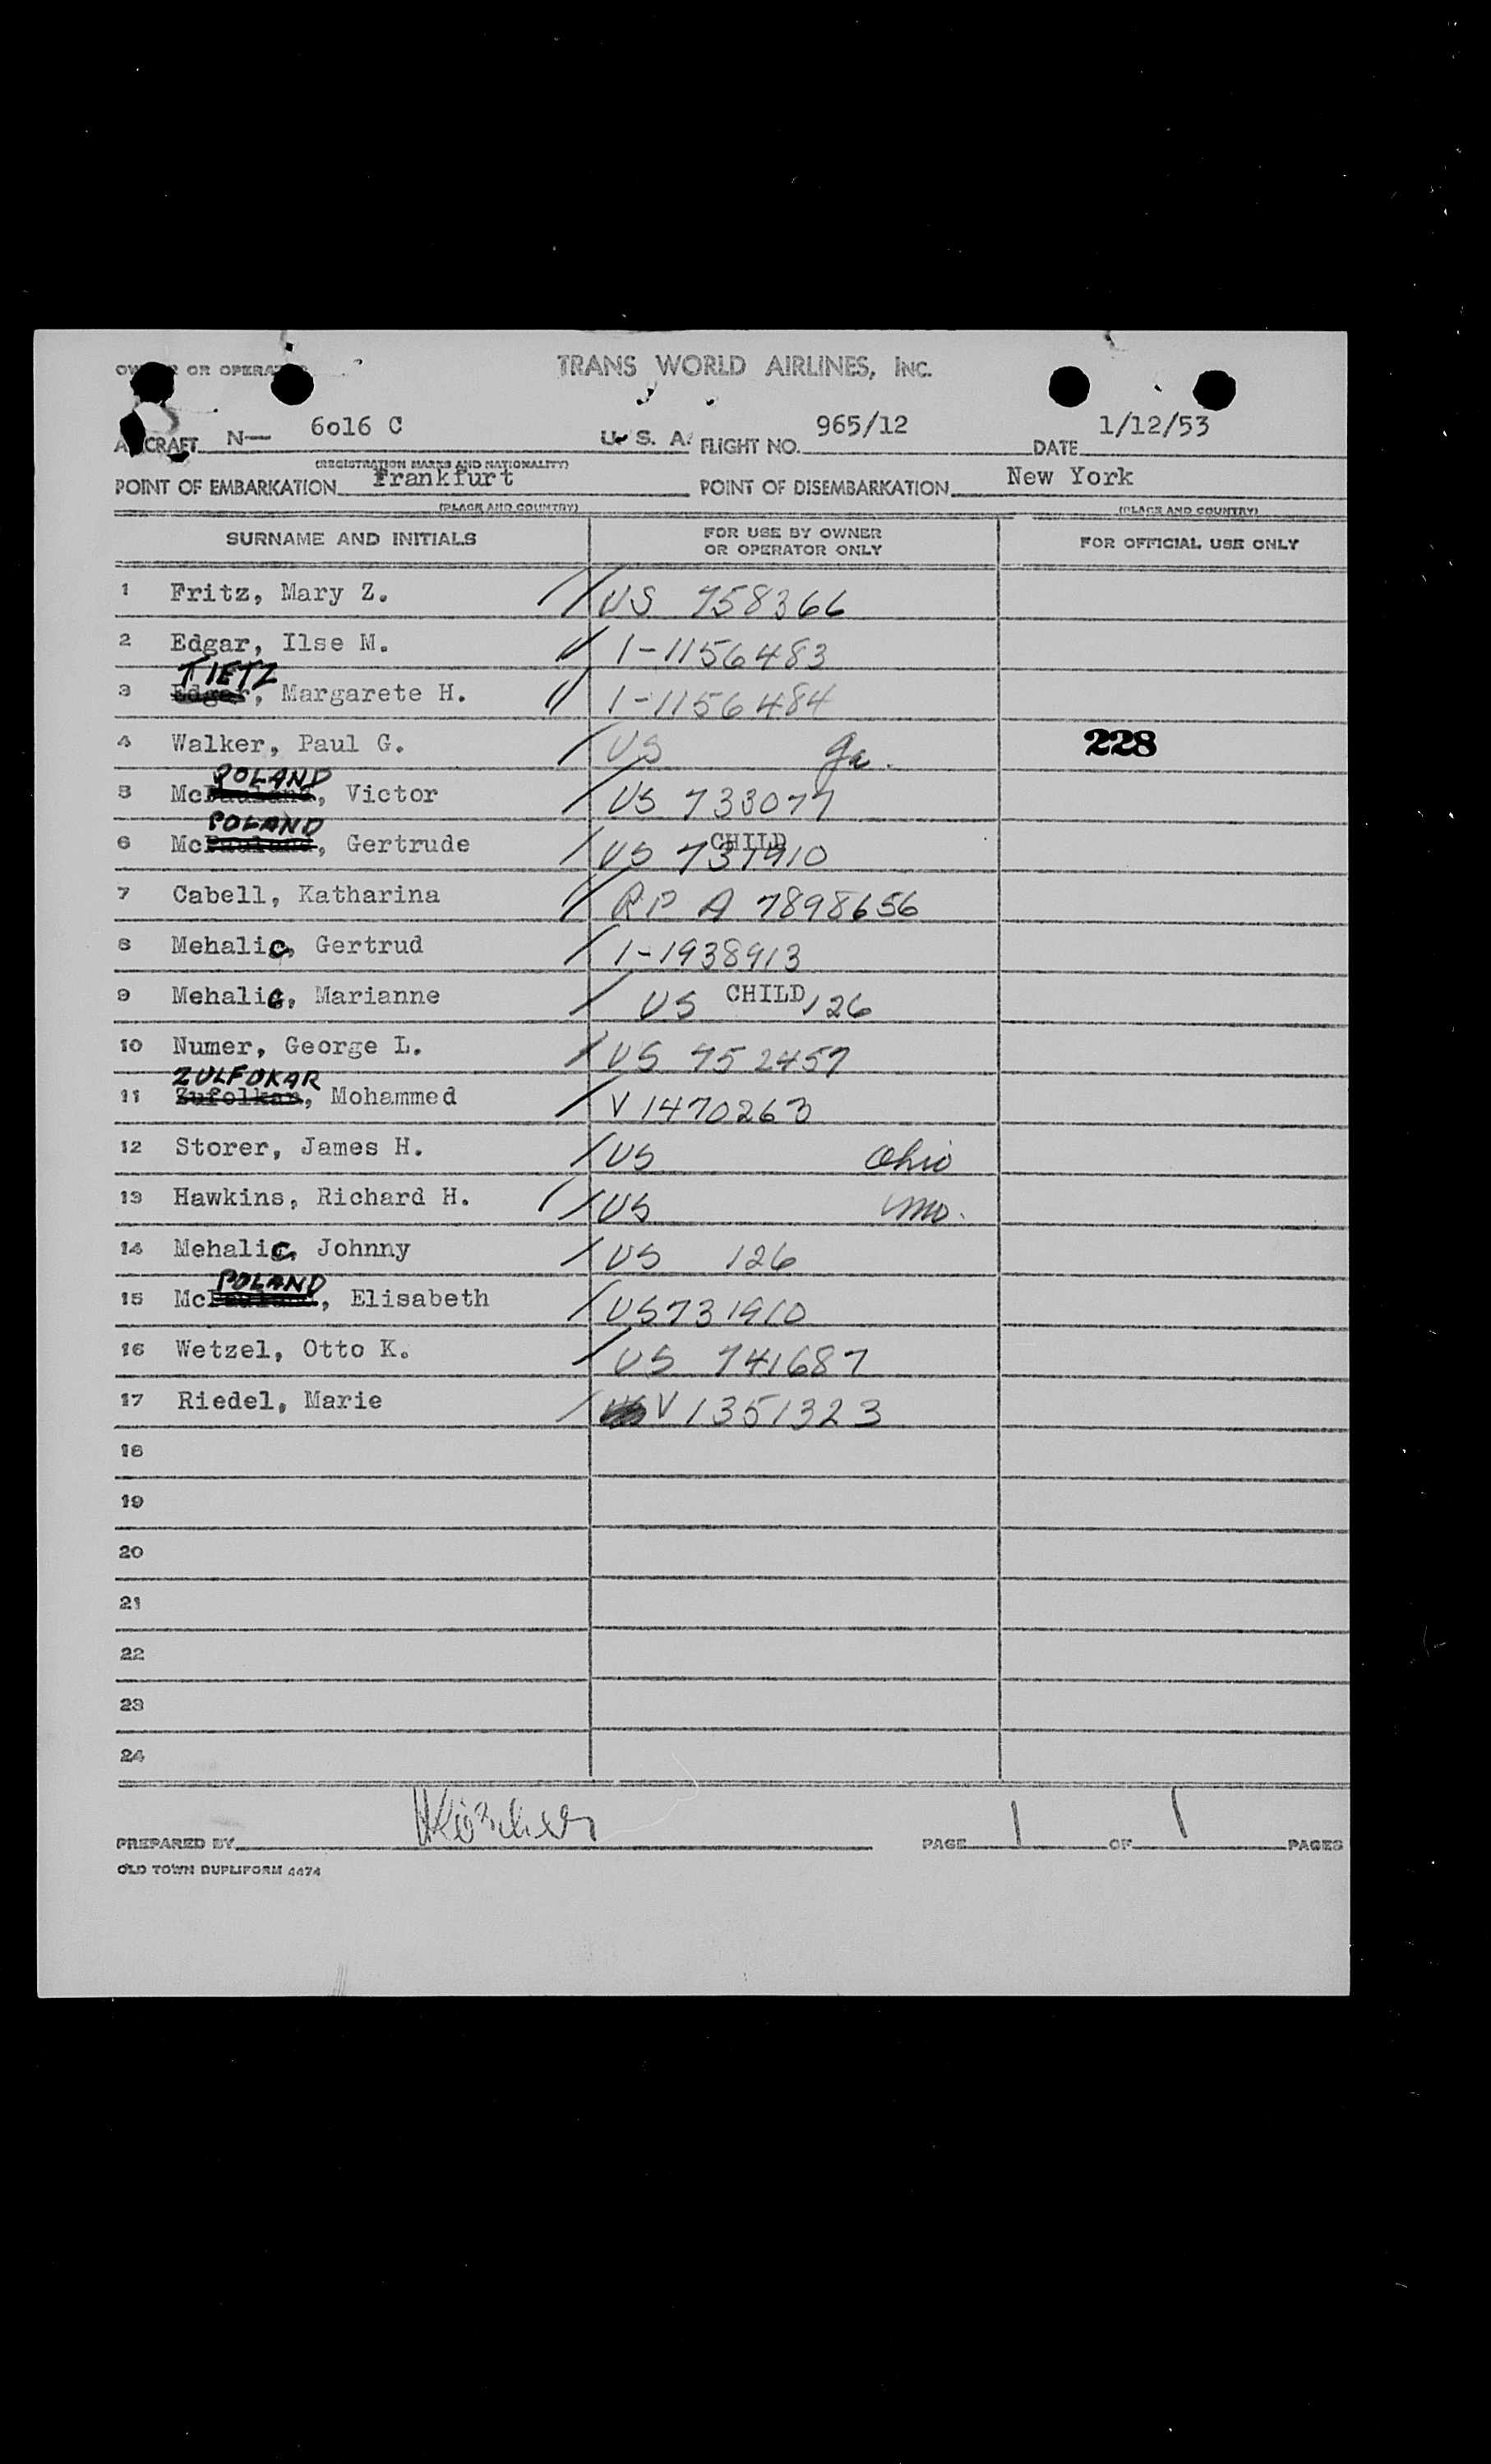 OWNER OR OPERATOR TRANS WORLD AIRLINES, INC.
AIRCRAFT N— 6016 C U. S. A. FLIGHT NO. 965/12 DATE 1/12/53
(REGISTRATION MARKS AND NATIONALITY)
POINT OF EMBARKATION Frankfurt POINT OF DISEMBARKATION New York
(PLACE AND COUNTRY) (PLACE AND COUNTRY)
SURNAME AND INITIALS FOR USE BY OWNER OR OPERATOR ONLY FOR OFFICIAL USE ONLY
1 Fritz, Mary Z. US 758366
2 Edgar, Ilse M. 1-1156483
TIETZ
3 Edgar, Margarete H. 1-1156484
4 Walker, Paul G. US Ga. 228
POLAND
5 Mc, Victor US 733077
POLAND
6 Mc, Gertrude CHILD US 731910
7 Cabell, Katharina RP A 7898656
8 Mehalic, Gertrud 1-1938913
9 Mehalic, Marianne US CHILD 126
10 Numer, George L. US 752457
ZULFOKAR
11 Zufolkar, Mohammed V 1470263
12 Storer, James H. US Ohio
13 Hawkins, Richard H. US Mo.
14 Mehalic, Johnny US 126
POLAND
15 Mc, Elisabeth US 731910
16 Wetzel, Otto K. US 741687
17 Riedel, Marie V 1351323
18
19
20
21
22
23
24
PREPARED BY PAGE 1 OF 1 PAGES
OLD TOWN DUPLIFORM 4474